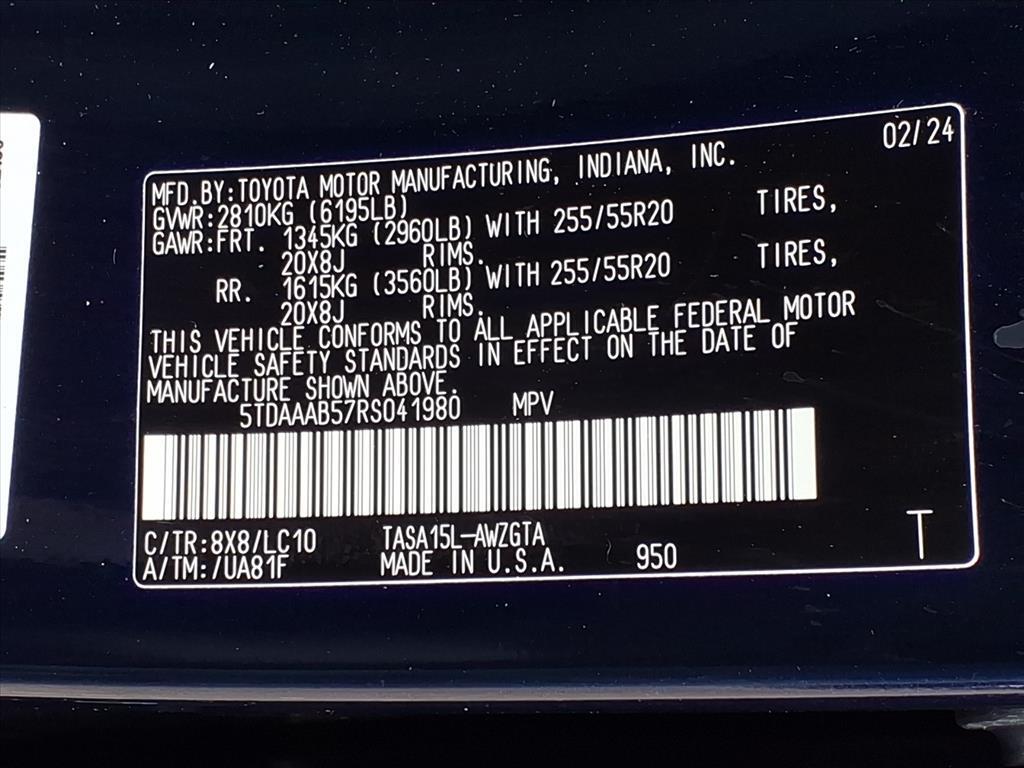 02/24
MFD.BY:TOYOTA MOTOR MANUFACTURING, INDIANA, INC.
GVWR:2810KG (6195LB)
GAWR:FRT. 1345KG (2960LB) WITH 255/55R20 TIRES,
20X8J RIMS.
RR. 1615KG (3560LB) WITH 255/55R20 TIRES,
20X8J RIMS.
THIS VEHICLE CONFORMS TO ALL APPLICABLE FEDERAL MOTOR
VEHICLE SAFETY STANDARDS IN EFFECT ON THE DATE OF
MANUFACTURE SHOWN ABOVE.
5TDAAAB57RS041980 MPV
C/TR:8X8/LC10 TASA15L-AWZGTA
A/TM:/UA81F MADE IN U.S.A. 950 T